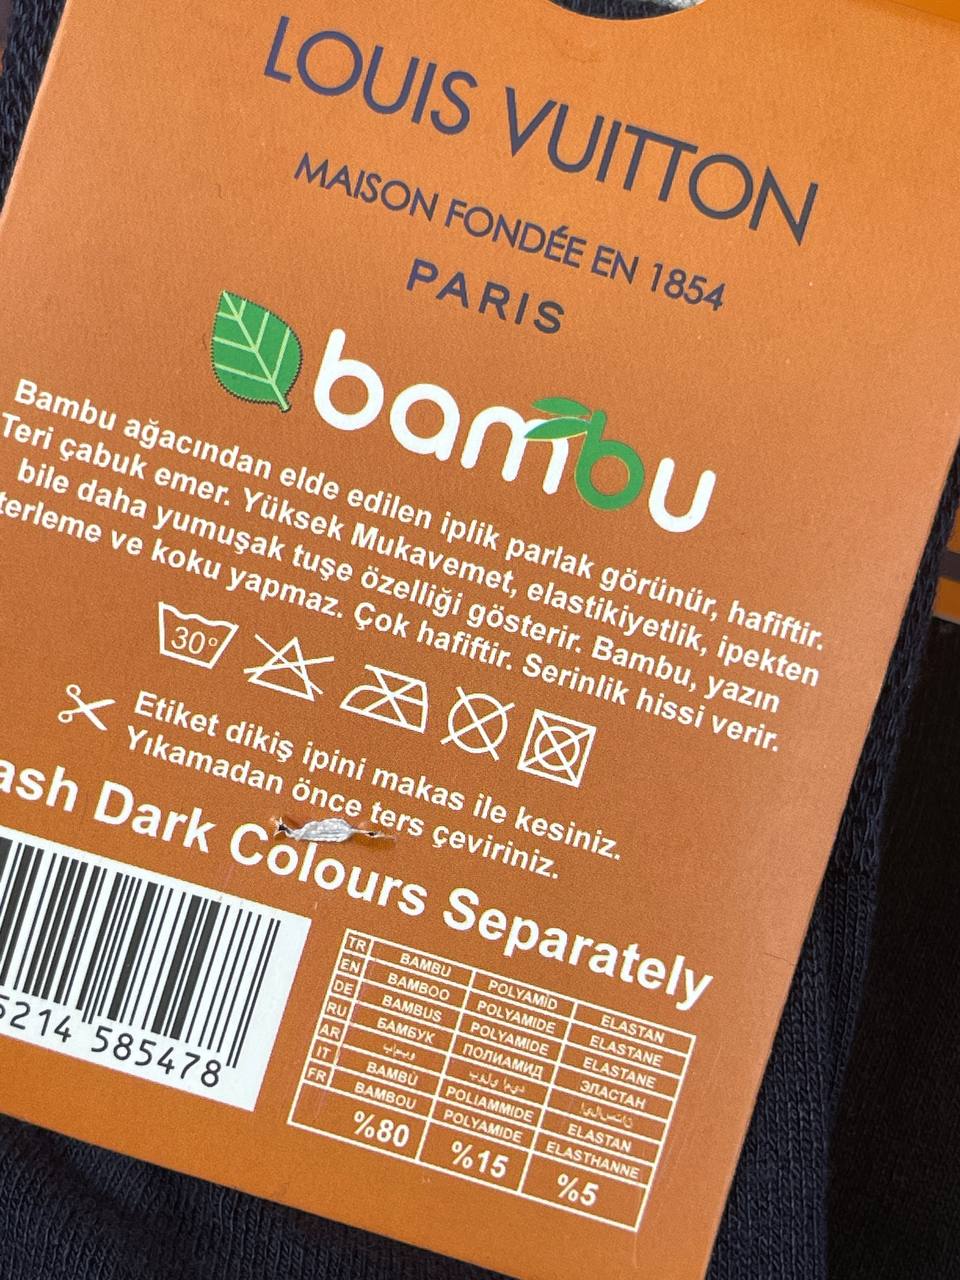 LOUIS VUITTON
MAISON FONDÉE EN 1854
PARIS
bambu
Bambu ağacından elde edilen iplik parlak görünür, hafiftir.
Teri çabuk emer. Yüksek Mukavemet, elastikiyetlik, ipekten
bile daha yumuşak tuşe özelliği gösterir. Bambu, yazın
terleme ve koku yapmaz. Çok hafiftir. Serinlik hissi verir.
30°
Etiket dikiş ipini makas ile kesiniz.
Yıkamadan önce ters çeviriniz.
ash Dark Colours Separately
5214 585478
TR BAMBU POLYAMİD ELASTAN
EN BAMBOO POLYAMIDE ELASTANE
DE BAMBUS POLYAMIDE ELASTANE
RU БАМБУК ПОЛИАМИД ЭЛАСТАН
AR
IT BAMBÙ POLIAMMIDE ELASTAN
FR BAMBOU POLYAMIDE ELASTHANNE
%80 %15 %5